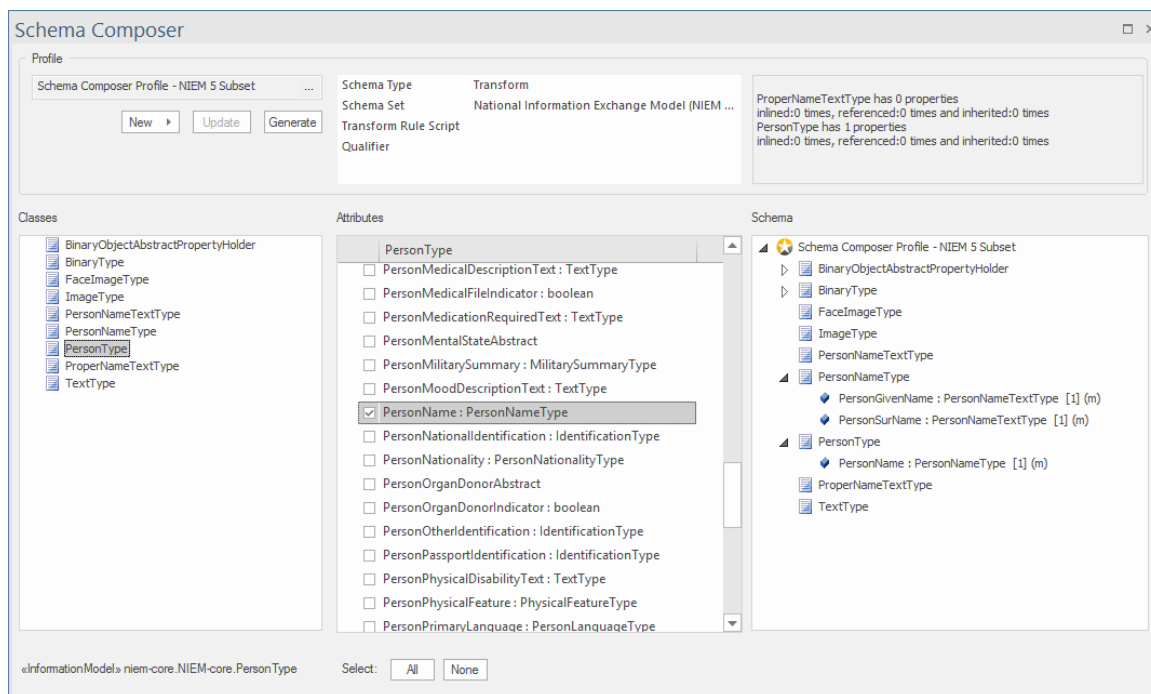 Schema Composer
Profile
Schema Composer Profile - NIEM 5 Subset ...
New Update Generate
Schema Type Transform
Schema Set National Information Exchange Model (NIEM ...
Transform Rule Script
Qualifier
ProperNameTextType has 0 properties
inlined:0 times, referenced:0 times and inherited:0 times
PersonType has 1 properties
inlined:0 times, referenced:0 times and inherited:0 times
Classes
BinaryObjectAbstractPropertyHolder
BinaryType
FaceImageType
ImageType
PersonNameTextType
PersonNameType
PersonType
ProperNameTextType
TextType
Attributes
PersonType
PersonMedicalDescriptionText : TextType
PersonMedicalFileIndicator : boolean
PersonMedicationRequiredText : TextType
PersonMentalStateAbstract
PersonMilitarySummary : MilitarySummaryType
PersonMoodDescriptionText : TextType
PersonName : PersonNameType
PersonNationalIdentification : IdentificationType
PersonNationality : PersonNationalityType
PersonOrganDonorAbstract
PersonOrganDonorIndicator : boolean
PersonOtherIdentification : IdentificationType
PersonPassportIdentification : IdentificationType
PersonPhysicalDisabilityText : TextType
PersonPhysicalFeature : PhysicalFeatureType
PersonPrimaryLanguage : PersonLanguageType
Schema
Schema Composer Profile - NIEM 5 Subset
BinaryObjectAbstractPropertyHolder
BinaryType
FaceImageType
ImageType
PersonNameTextType
PersonNameType
PersonGivenName : PersonNameTextType [1] (m)
PersonSurName : PersonNameTextType [1] (m)
PersonType
PersonName : PersonNameType [1] (m)
ProperNameTextType
TextType
«InformationModel» niem-core.NIEM-core.PersonType
Select: All None